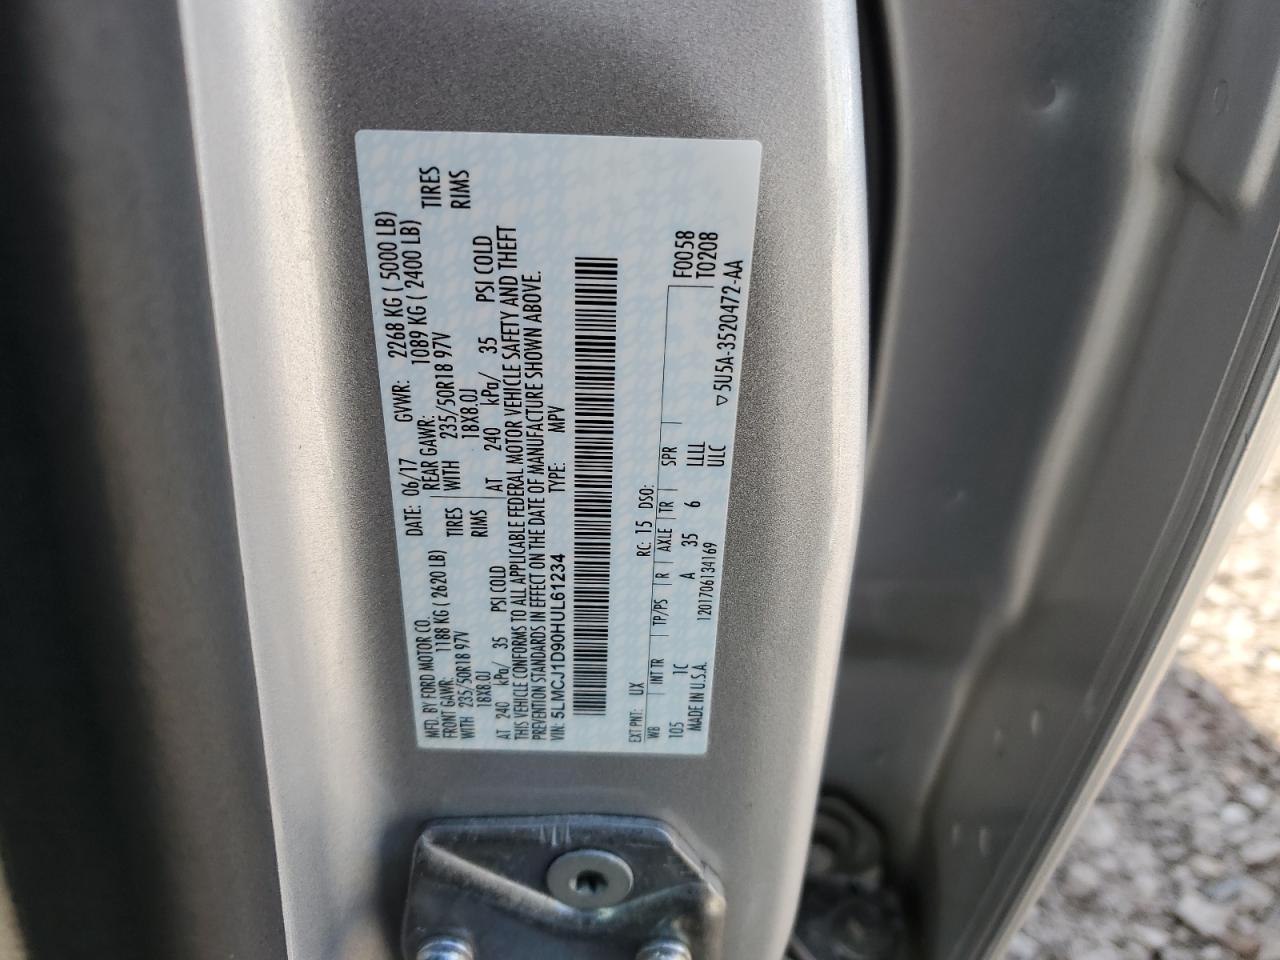 MFD. BY FORD MOTOR CO.
DATE: 06/17 GVWR: 2268 KG ( 5000 LB)
FRONT GAWR: 1188 KG ( 2620 LB) REAR GAWR: 1089 KG ( 2400 LB)
WITH 235/50R18 97V TIRES WITH 235/50R18 97V TIRES
18X8.0J RIMS 18X8.0J RIMS
AT 240 kPa/ 35 PSI COLD AT 240 kPa/ 35 PSI COLD
THIS VEHICLE CONFORMS TO ALL APPLICABLE FEDERAL MOTOR VEHICLE SAFETY AND THEFT
PREVENTION STANDARDS IN EFFECT ON THE DATE OF MANUFACTURE SHOWN ABOVE.
VIN: 5LMCJ1D90HUL61234 TYPE: MPV
EXT PNT: UX RC: 15 DSO: F0058
WB INT TR TP/PS R AXLE TR SPR T0208
105 1C A 35 6 LLLL
MADE IN U.S.A. 1201706134169 ULC
▽5U5A-3520472-AA